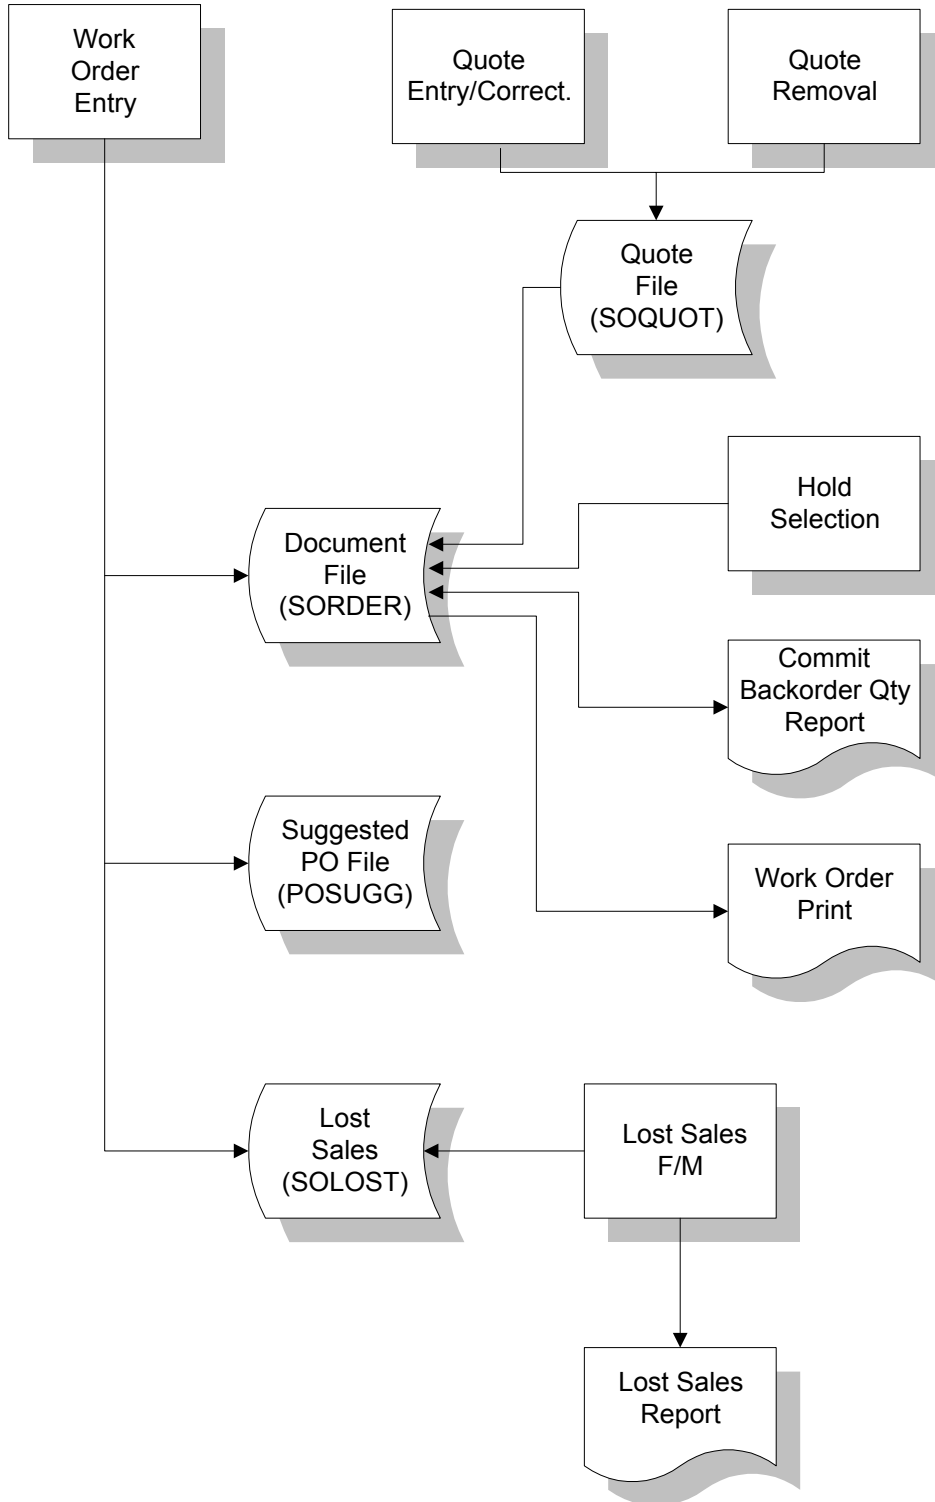 Work
Order
Entry
Quote
Entry/Correct.
Quote
Removal
Quote
File
(SOQUOT)
Hold
Selection
Document
File
(SORDER)
Commit
Backorder Qty
Report
Suggested
PO File
(POSUGG)
Work Order
Print
Lost
Sales
(SOLOST)
Lost Sales
F/M
Lost Sales
Report